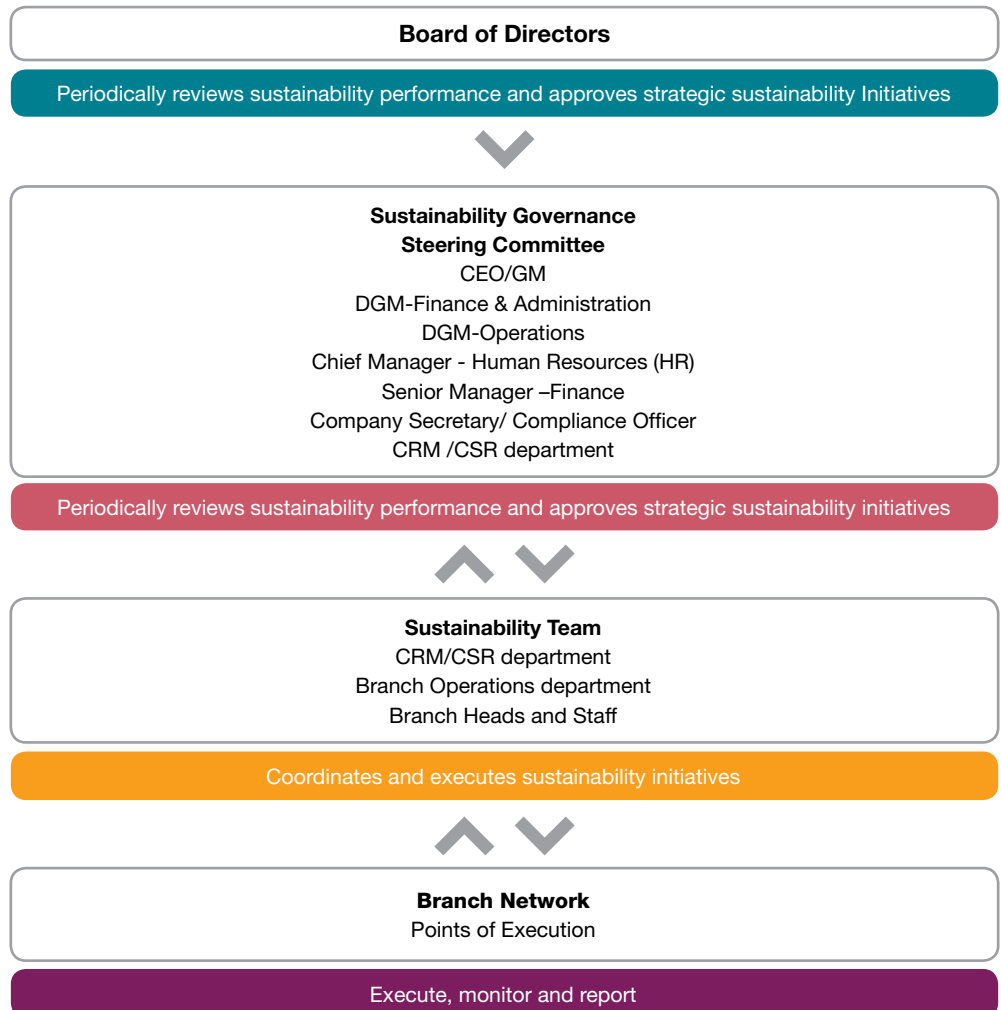 Board of Directors
Periodically reviews sustainability performance and approves strategic sustainability Initiatives
Sustainability Governance
Steering Committee
CEO/GM
DGM-Finance & Administration
DGM-Operations
Chief Manager - Human Resources (HR)
Senior Manager –Finance
Company Secretary/ Compliance Officer
CRM /CSR department
Periodically reviews sustainability performance and approves strategic sustainability initiatives
Sustainability Team
CRM/CSR department
Branch Operations department
Branch Heads and Staff
Coordinates and executes sustainability initiatives
Branch Network
Points of Execution
Execute, monitor and report